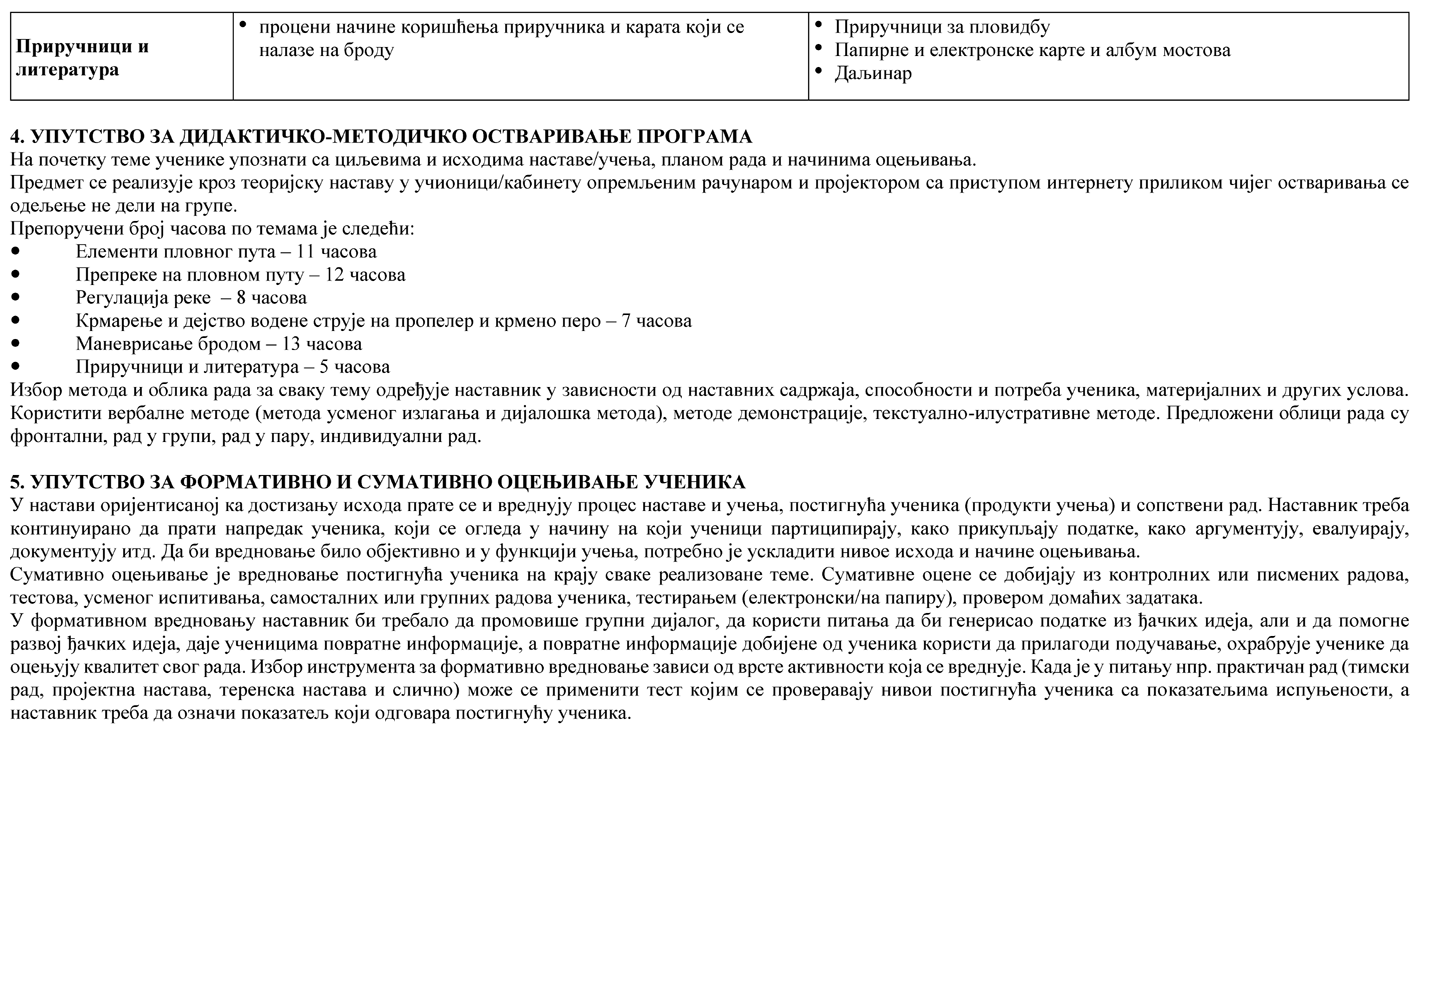 Приручници и
литература
• процени начине коришћења приручника и карата који се
налазе на броду
• Приручници за пловидбу
• Папирне и електронске карте и албум мостова
• Даљинар
4. УПУТСТВО ЗА ДИДАКТИЧКО-МЕТОДИЧКО ОСТВАРИВАЊЕ ПРОГРАМА
На почетку теме ученике упознати са циљевима и исходима наставе/учења, планом рада и начинима оцењивања.
Предмет се реализује кроз теоријску наставу у учионици/кабинету опремљеним рачунаром и пројектором са приступом интернету приликом чијег остваривања се
одељење не дели на групе.
Препоручени број часова по темама је следећи:
• Елементи пловног пута – 11 часова
• Препреке на пловном путу – 12 часова
• Регулација реке – 8 часова
• Крмарење и дејство водене струје на пропелер и крмено перо – 7 часова
• Маневрисање бродом – 13 часова
• Приручници и литература – 5 часова
Избор метода и облика рада за сваку тему одређује наставник у зависности од наставних садржаја, способности и потреба ученика, материјалних и других услова.
Користити вербалне методе (метода усменог излагања и дијалошка метода), методе демонстрације, текстуално-илустративне методе. Предложени облици рада су
фронтални, рад у групи, рад у пару, индивидуални рад.
5. УПУТСТВО ЗА ФОРМАТИВНО И СУМАТИВНО ОЦЕЊИВАЊЕ УЧЕНИКА
У настави оријентисаној ка достизању исхода прате се и вреднују процес наставе и учења, постигнућа ученика (продукти учења) и сопствени рад. Наставник треба
континуирано да прати напредак ученика, који се огледа у начину на који ученици партиципирају, како прикупљају податке, како аргументују, евалуирају,
документују итд. Да би вредновање било објективно и у функцији учења, потребно је ускладити нивое исхода и начине оцењивања.
Сумативно оцењивање је вредновање постигнућа ученика на крају сваке реализоване теме. Сумативне оцене се добијају из контролних или писмених радова,
тестова, усменог испитивања, самосталних или групних радова ученика, тестирањем (електронски/на папиру), провером домаћих задатака.
У формативном вредновању наставник би требало да промовише групни дијалог, да користи питања да би генерисао податке из ђачких идеја, али и да помогне
развој ђачких идеја, даје ученицима повратне информације, а повратне информације добијене од ученика користи да прилагоди подучавање, охрабрује ученике да
оцењују квалитет свог рада. Избор инструмента за формативно вредновање зависи од врсте активности која се вреднује. Када је у питању нпр. практичан рад (тимски
рад, пројектна настава, теренска настава и слично) може се применити тест којим се проверавају нивои постигнућа ученика са показатељима испуњености, а
наставник треба да означи показатељ који одговара постигнућу ученика.